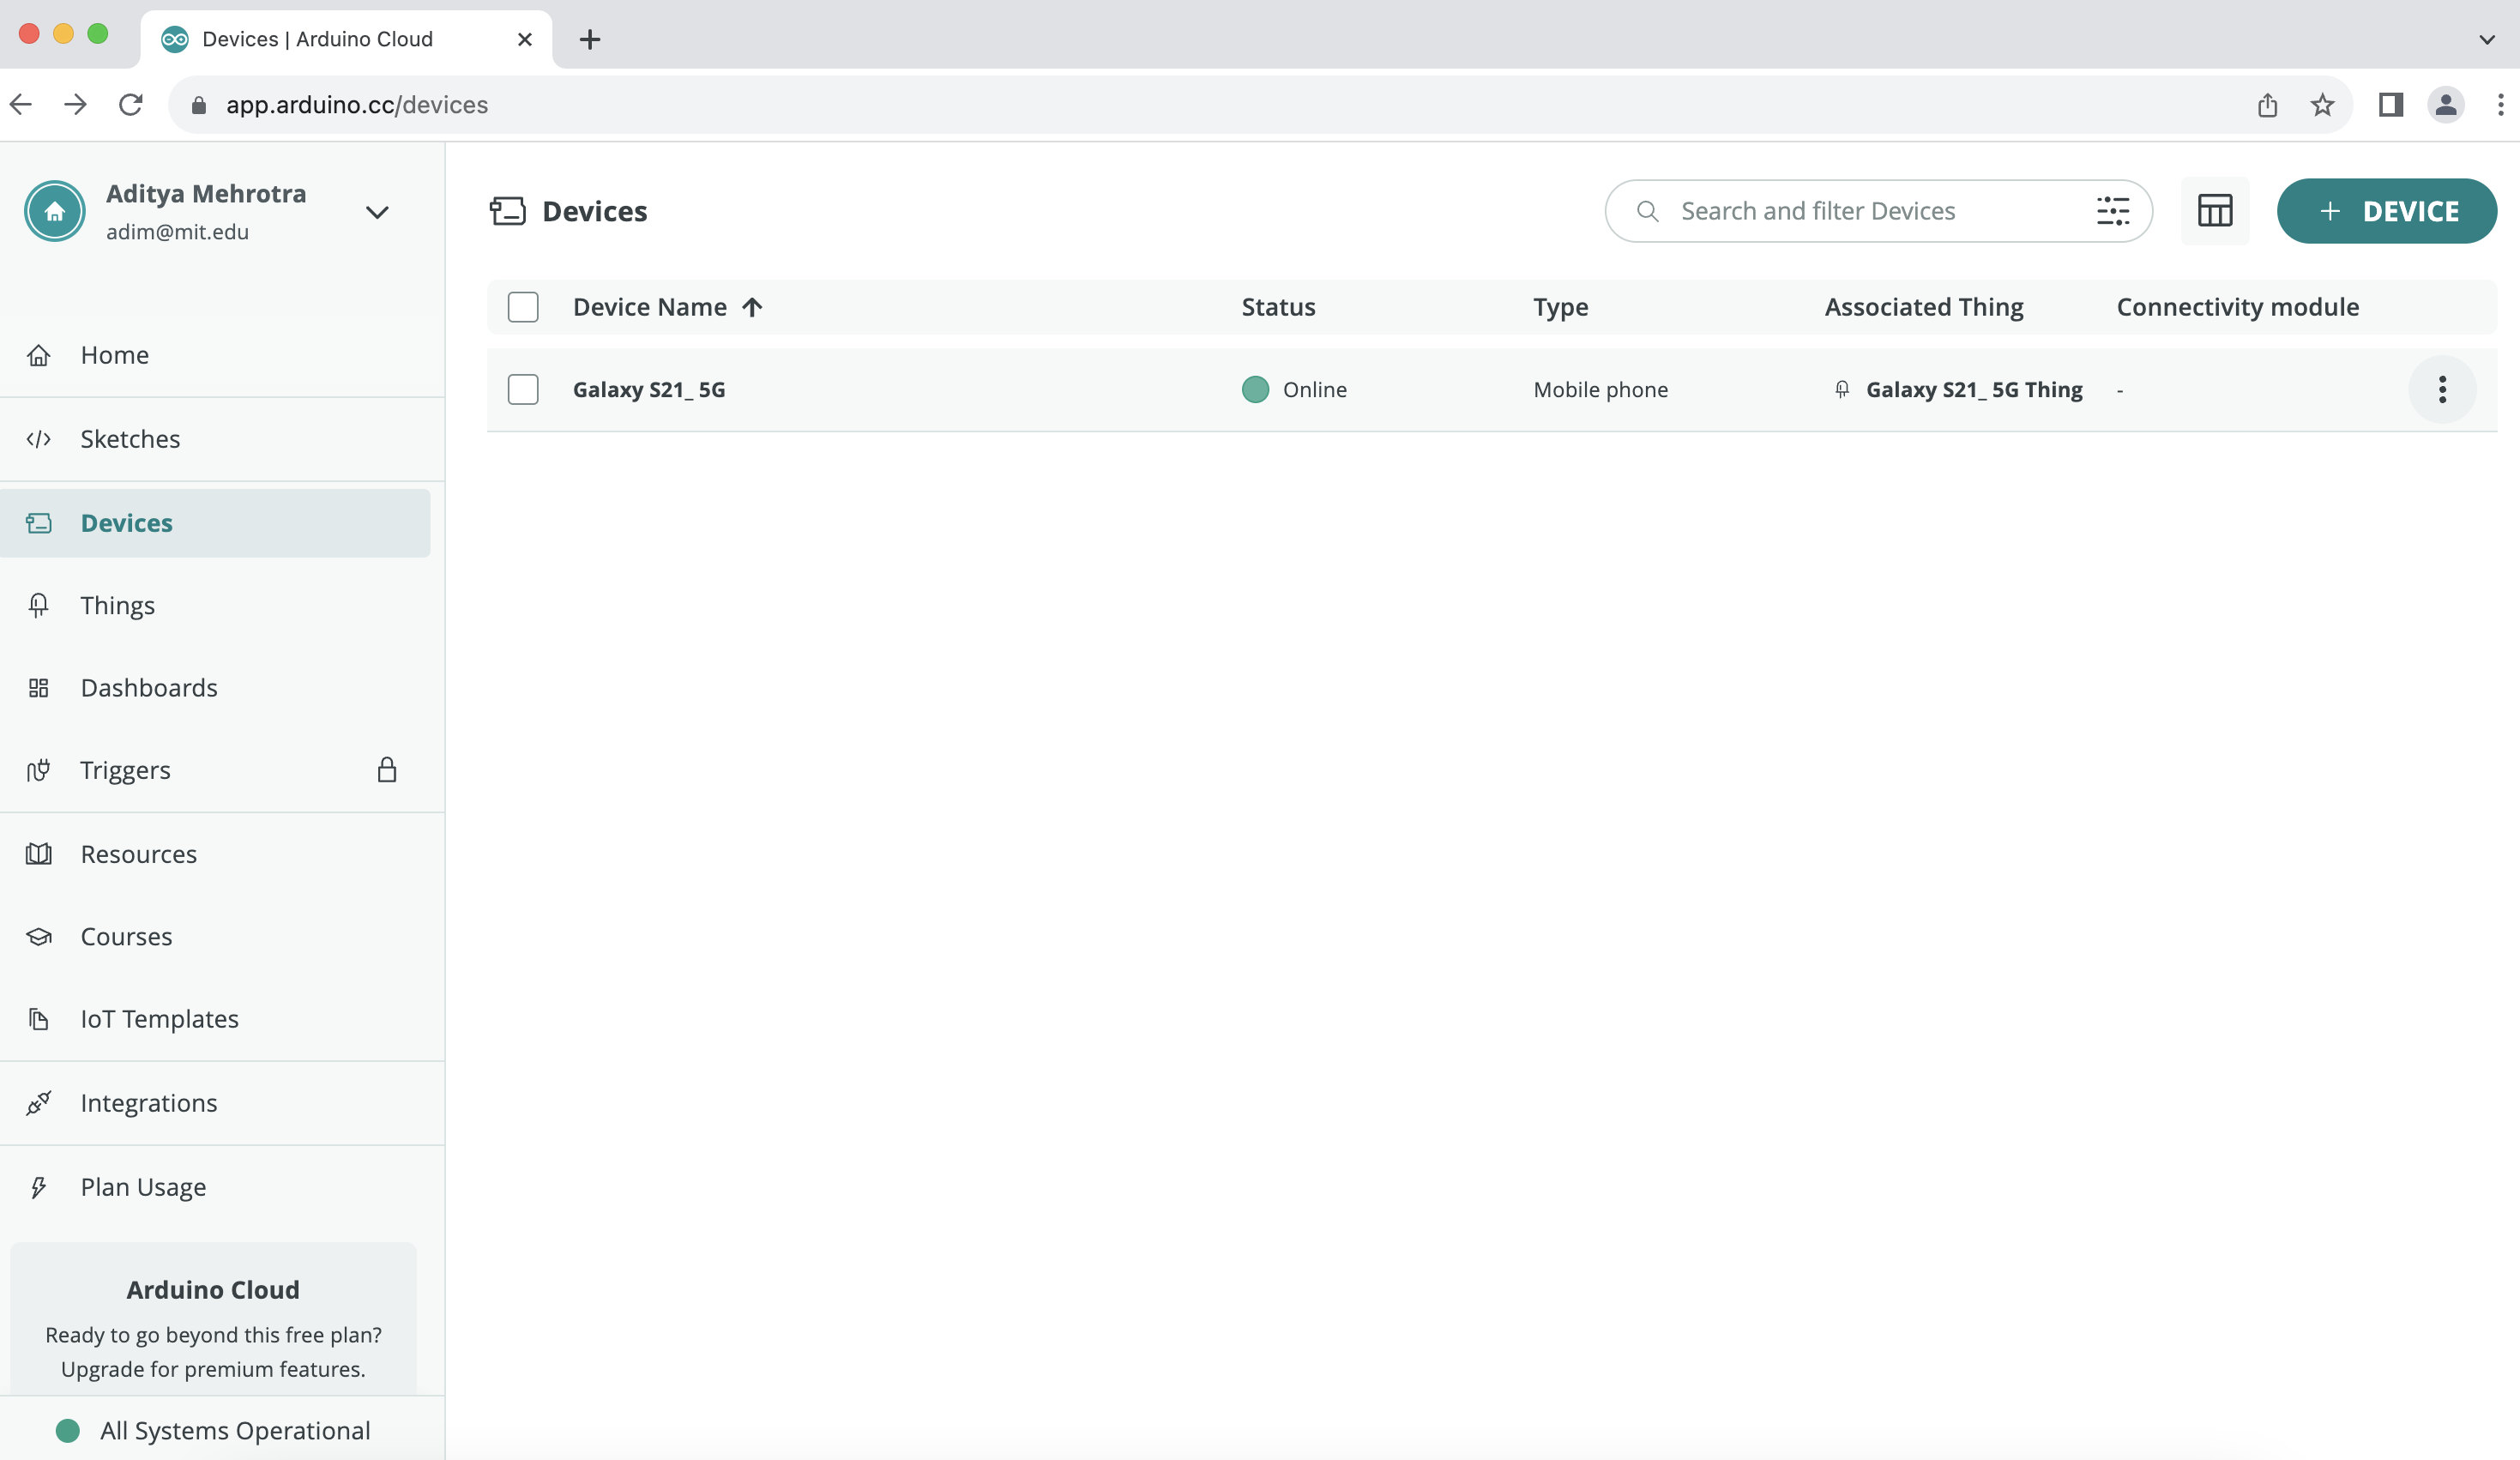 Devices | Arduino Cloud
app.arduino.cc/devices
Aditya Mehrotra
adim@mit.edu
Home
Sketches
Devices
Things
Dashboards
Triggers
Resources
Courses
IoT Templates
Integrations
Plan Usage
Arduino Cloud
Ready to go beyond this free plan?
Upgrade for premium features.
All Systems Operational
Devices
Search and filter Devices
+ DEVICE
Device Name Status Type Associated Thing Connectivity module
Galaxy S21_ 5G Online Mobile phone Galaxy S21_ 5G Thing -